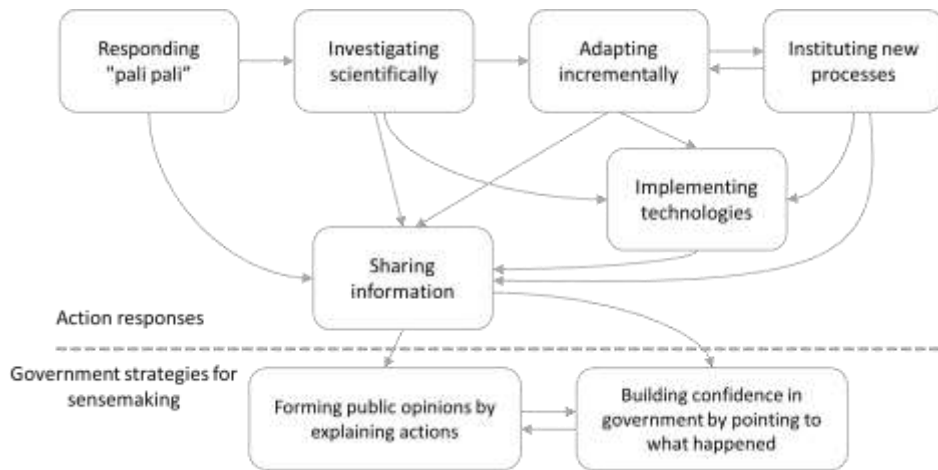 Responding
"pali pali"
Investigating
scientifically
Adapting
incrementally
Instituting new
processes
Implementing
technologies
Sharing
information
Action responses
Government strategies for
sensemaking
Forming public opinions by
explaining actions
Building confidence in
government by pointing to
what happened